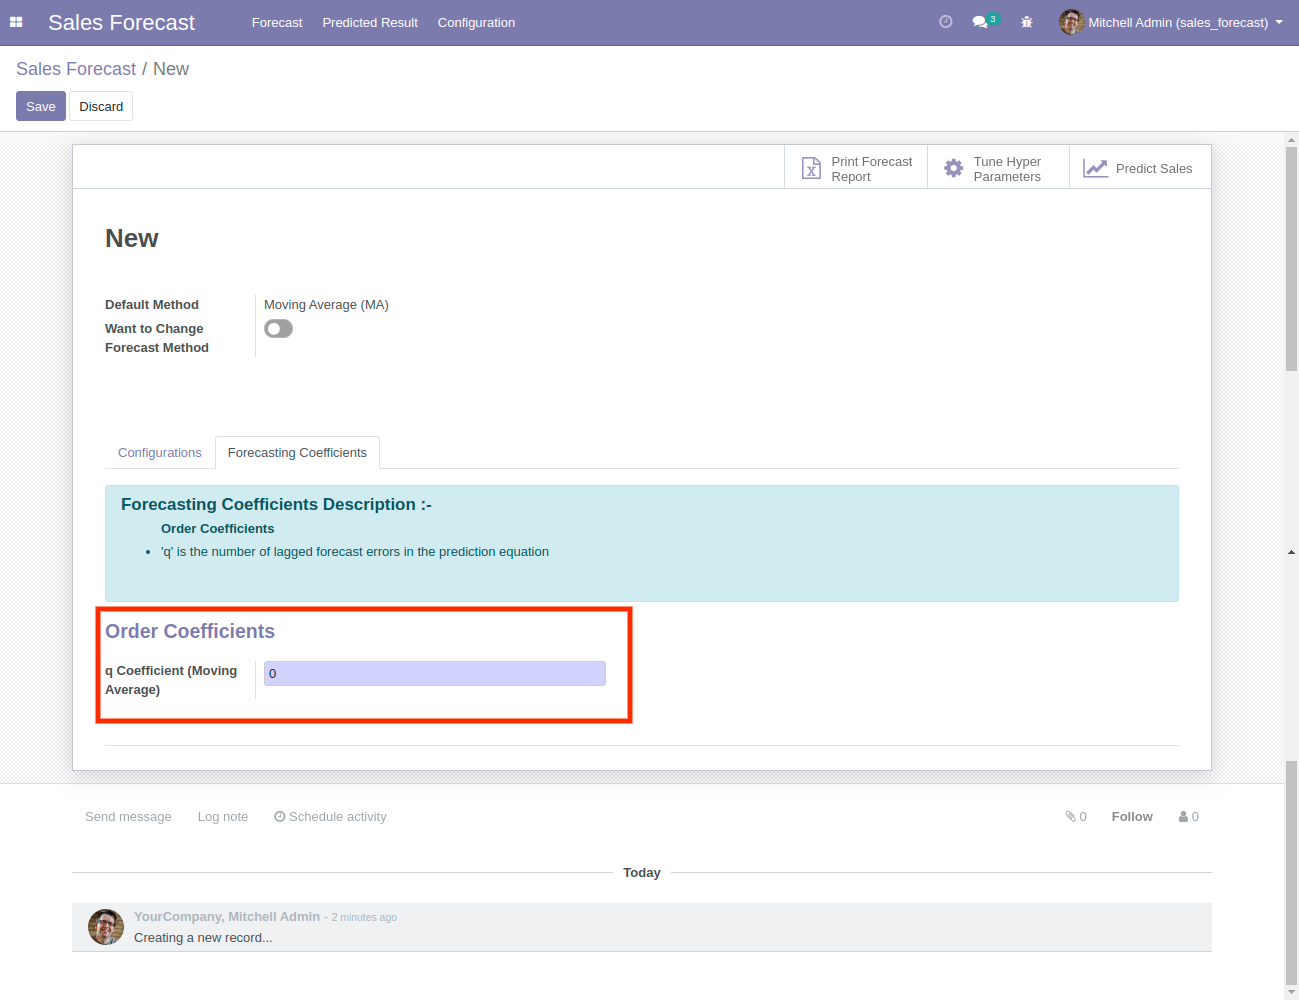 Sales Forecast Forecast Predicted Result Configuration 3 Mitchell Admin (sales_forecast)
Sales Forecast / New
Save Discard
Print Forecast
Report
Tune Hyper
Parameters
Predict Sales
New
Default Method Moving Average (MA)
Want to Change
Forecast Method
Configurations Forecasting Coefficients
Forecasting Coefficients Description :-
Order Coefficients
• 'q' is the number of lagged forecast errors in the prediction equation
Order Coefficients
q Coefficient (Moving
Average)
0
Send message Log note Schedule activity 0 Follow 0
Today
YourCompany, Mitchell Admin - 2 minutes ago
Creating a new record...